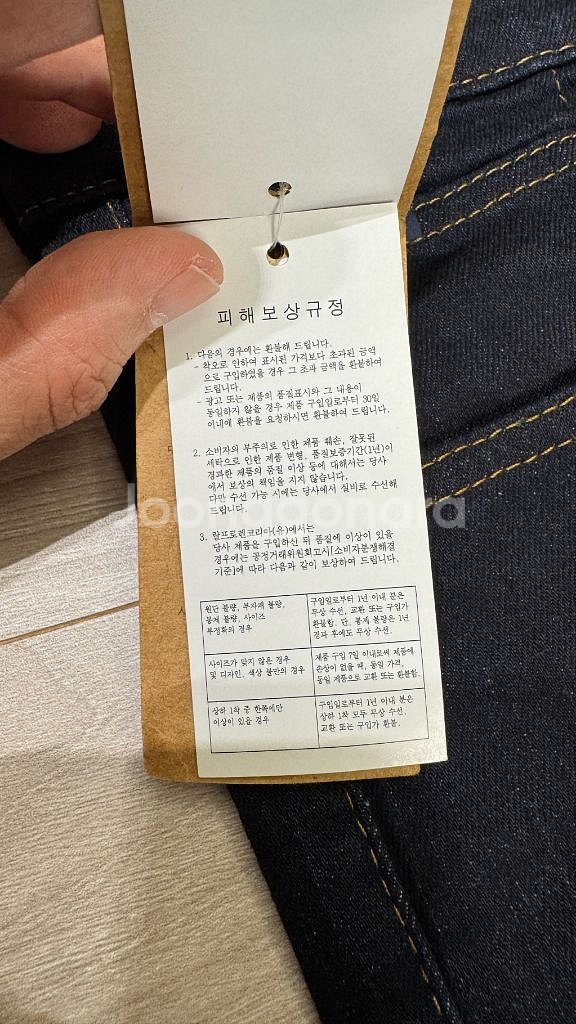 피해보상규정
1. 다음의 경우에는 환불해 드립니다.
- 착오로 인하여 표시된 가격보다 초과된 금액
으로 구입하였을 경우 그 초과 금액을 환불하여
드립니다.
- 광고 또는 제품의 품질표시와 그 내용이
동일하지 않을 경우 제품 구입일로부터 30일
이내에 환불을 요청하시면 환불하여 드립니다.
2. 소비자의 부주의로 인한 제품 훼손, 잘못된
세탁으로 인한 제품 변형, 품질보증기간(1년)이
경과한 제품의 품질 이상 등에 대해서는 당사
에서 보상의 책임을 지지 않습니다.
다만 수선 가능 시에는 당사에서 실비로 수선해
드립니다.
Joongonara
3. 랄프로렌코리아(유)에서는
당사 제품을 구입하신 뒤 품질에 이상이 있을
경우에는 공정거래위원회고시[소비자분쟁해결
기준]에 따라 다음과 같이 보상하여 드립니다.
원단 불량, 부자재 불량,
봉제 불량, 사이즈
부정확의 경우
구입일로부터 1년 이내 분은
무상 수선, 교환 또는 구입가
환불함. 단, 봉제 불량은 1년
경과 후에도 무상 수선.
사이즈가 맞지 않은 경우
및 디자인, 색상 불만의 경우
제품 구입 7일 이내로써 제품에
손상이 없을 때, 동일 가격,
동일 제품으로 교환 또는 환불함.
상하 1착 중 한쪽에만
이상이 있을 경우
구입일로부터 1년 이내 분은
상하 1착 모두 무상 수선,
교환 또는 구입가 환불.